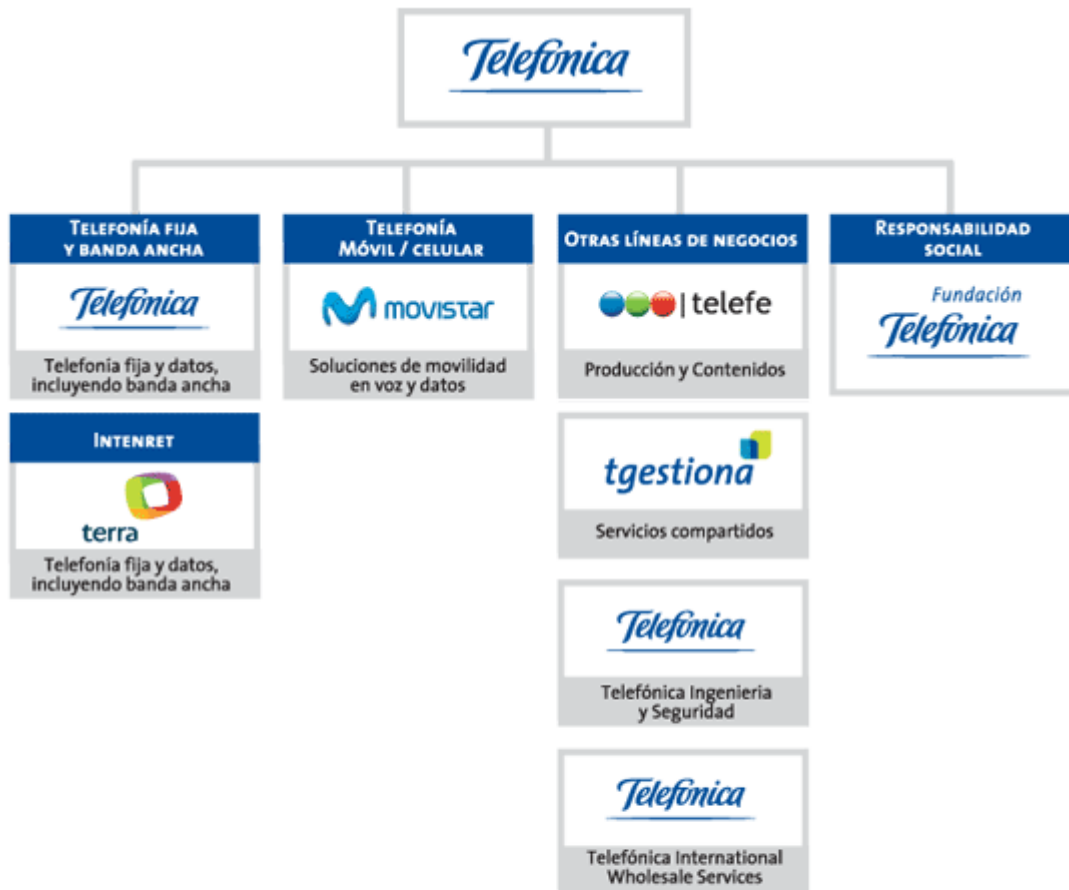 Telefónica
TELEFONÍA FIJA
Y BANDA ANCHA
Telefónica
Telefonía fija y datos,
incluyendo banda ancha
INTENRET
terra
Telefonía fija y datos,
incluyendo banda ancha
TELEFONÍA
MÓVIL / CELULAR
movistar
Soluciones de movilidad
en voz y datos
OTRAS LÍNEAS DE NEGOCIOS
telefe
Producción y Contenidos
tgestiona
Servicios compartidos
Telefónica
Telefónica Ingenieria
y Seguridad
Telefónica
Telefónica International
Wholesale Services
RESPONSABILIDAD
SOCIAL
Fundación
Telefónica